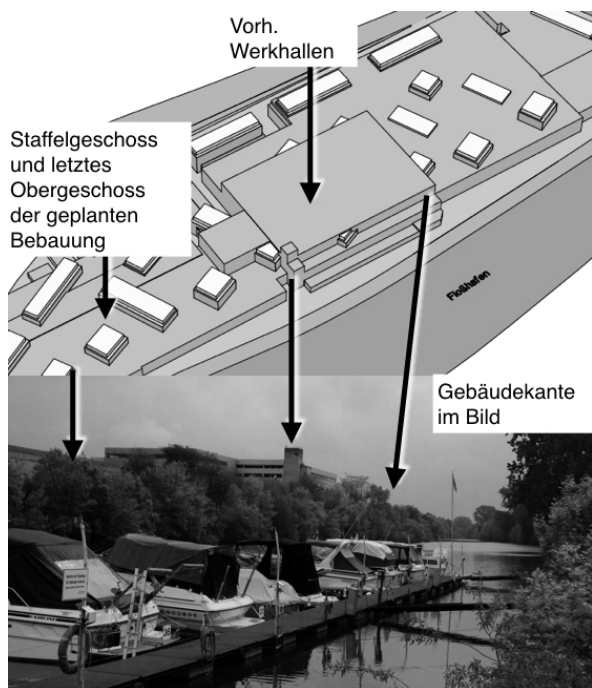 Vorh.
Werkhallen
Staffelgeschoss
und letztes
Obergeschoss
der geplanten
Bebauung
Floßhafen
Gebäudekante
im Bild